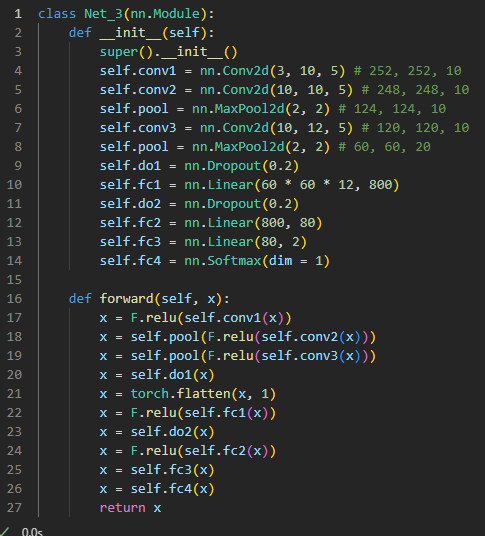 1 class Net_3(nn.Module):
2     def __init__(self):
3         super().__init__()
4         self.conv1 = nn.Conv2d(3, 10, 5) # 252, 252, 10
5         self.conv2 = nn.Conv2d(10, 10, 5) # 248, 248, 10
6         self.pool = nn.MaxPool2d(2, 2) # 124, 124, 10
7         self.conv3 = nn.Conv2d(10, 12, 5) # 120, 120, 10
8         self.pool = nn.MaxPool2d(2, 2) # 60, 60, 20
9         self.do1 = nn.Dropout(0.2)
10         self.fc1 = nn.Linear(60 * 60 * 12, 800)
11         self.do2 = nn.Dropout(0.2)
12         self.fc2 = nn.Linear(800, 80)
13         self.fc3 = nn.Linear(80, 2)
14         self.fc4 = nn.Softmax(dim = 1)
15
16     def forward(self, x):
17         x = F.relu(self.conv1(x))
18         x = self.pool(F.relu(self.conv2(x)))
19         x = self.pool(F.relu(self.conv3(x)))
20         x = self.do1(x)
21         x = torch.flatten(x, 1)
22         x = F.relu(self.fc1(x))
23         x = self.do2(x)
24         x = F.relu(self.fc2(x))
25         x = self.fc3(x)
26         x = self.fc4(x)
27         return x
✓ 0.0s